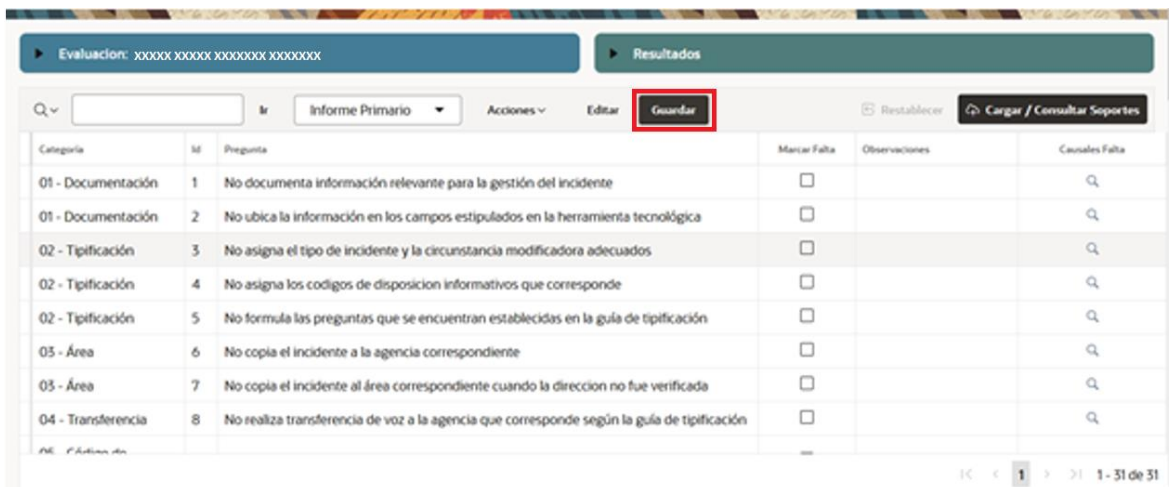 Evaluacion: xxxxx xxxxx xxxxxxx xxxxxxx Resultados
Ir Informe Primario Acciones Editar Guardar Restablecer Cargar / Consultar Soportes
Categoría Id Pregunta Marcar Falta Observaciones Causales Falta
01 - Documentación 1 No documenta información relevante para la gestión del incidente
01 - Documentación 2 No ubica la información en los campos estipulados en la herramienta tecnológica
02 - Tipificación 3 No asigna el tipo de incidente y la circunstancia modificadora adecuados
02 - Tipificación 4 No asigna los codigos de disposicion informativos que corresponde
02 - Tipificación 5 No formula las preguntas que se encuentran establecidas en la guía de tipificación
03 - Área 6 No copia el incidente a la agencia correspondiente
03 - Área 7 No copia el incidente al área correspondiente cuando la direccion no fue verificada
04 - Transferencia 8 No realiza transferencia de voz a la agencia que corresponde según la guía de tipificación
05 Código de
1 1 - 31 de 31